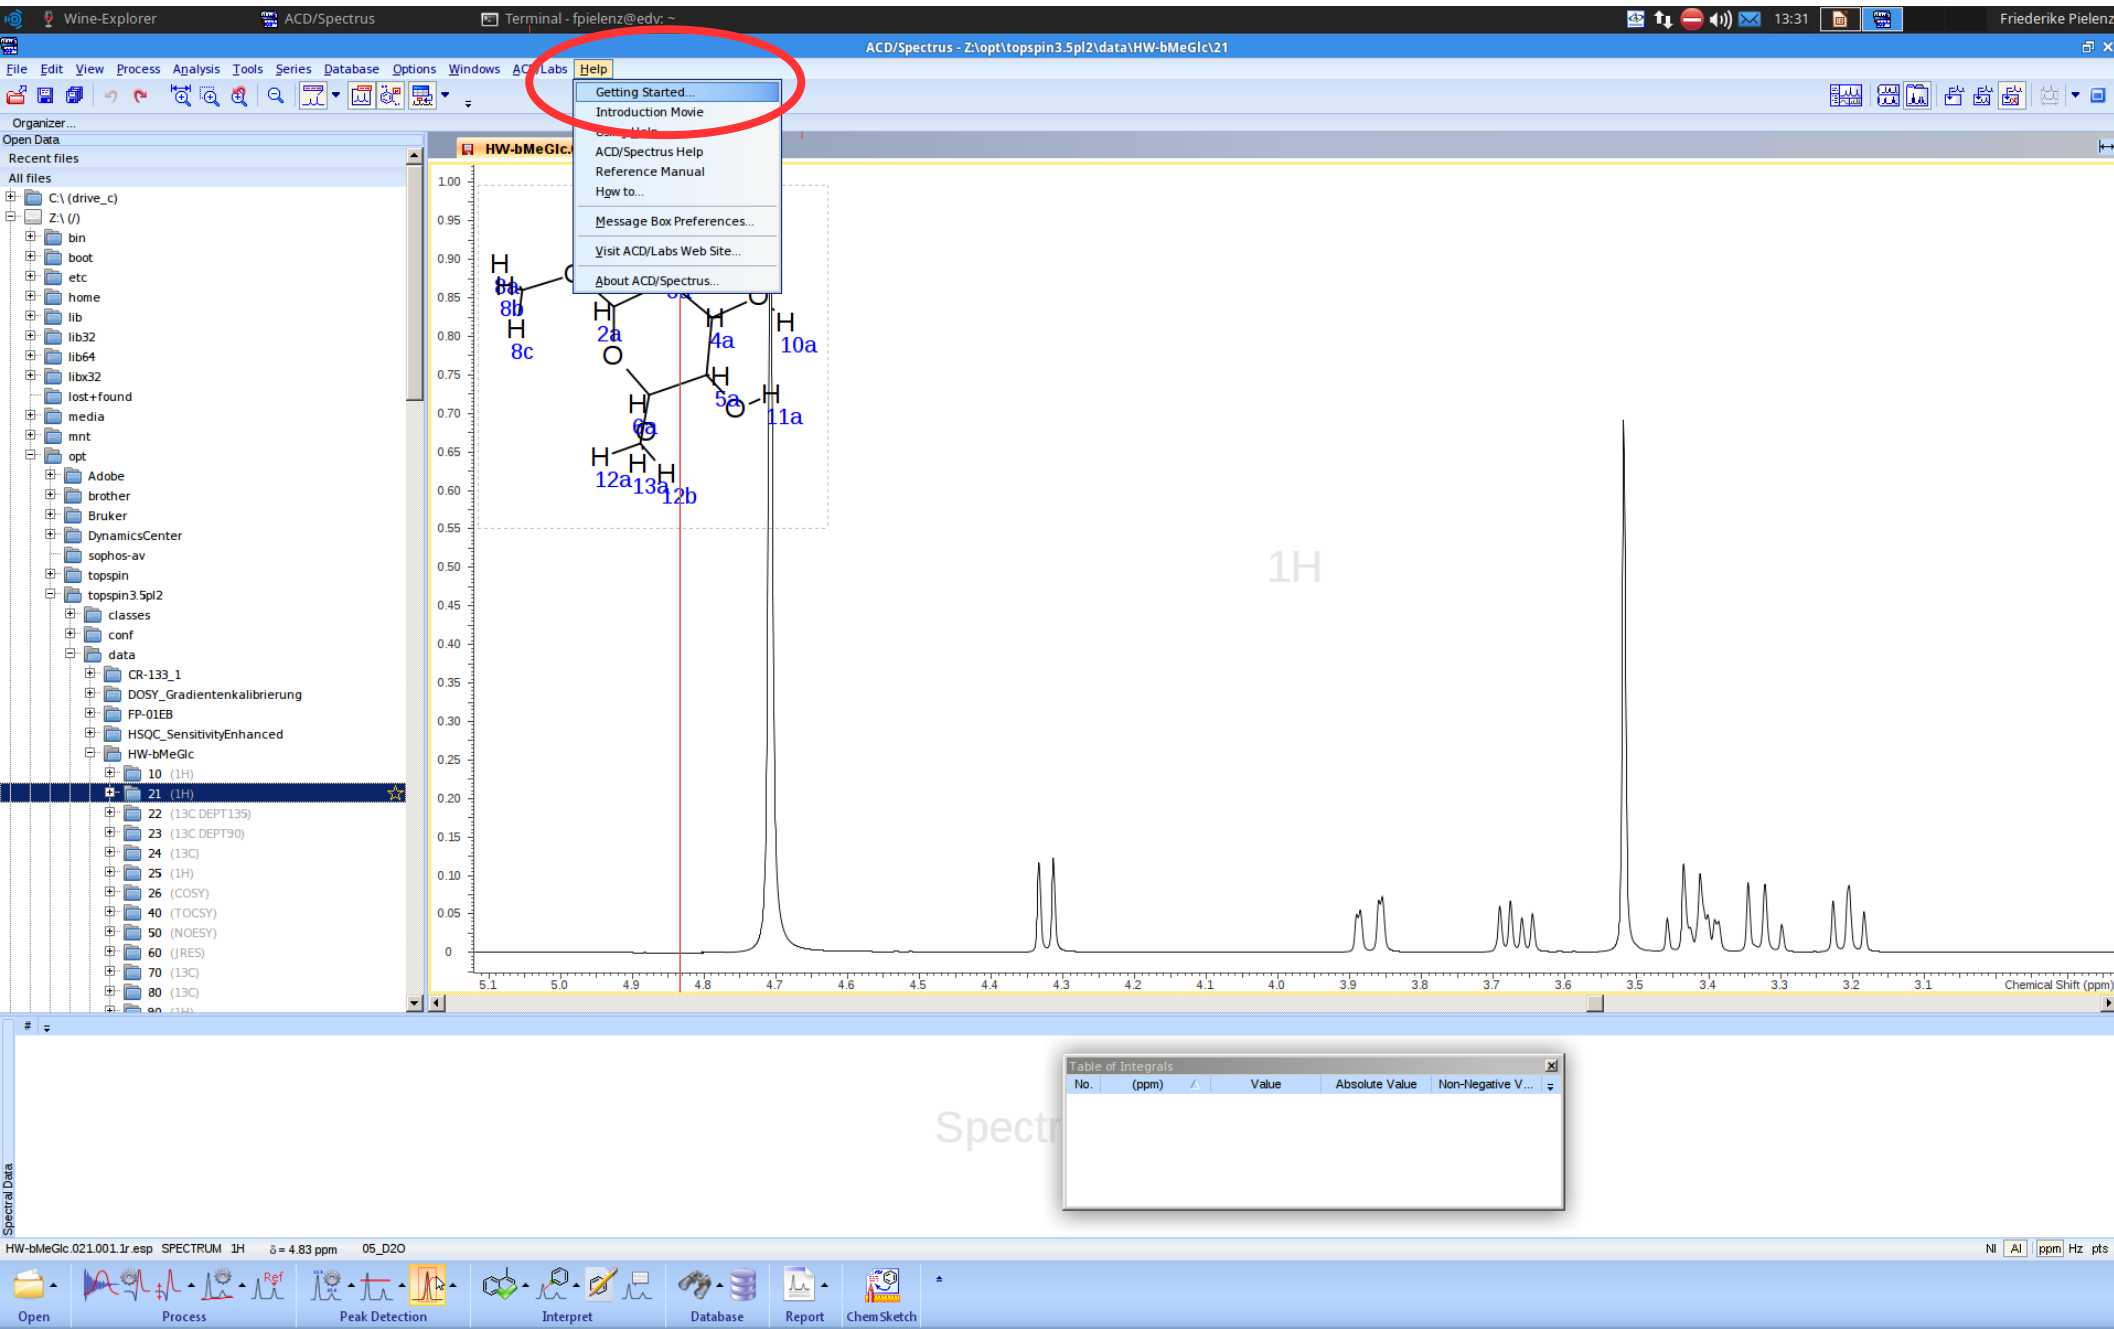 Wine-Explorer ACD/Spectrus Terminal - fpielenz@edv: ~ 13:31 Friederike Pielenz
ACD/Spectrus - Z:\opt\topspin3.5pl2\data\HW-bMeGlc\21
File Edit View Process Analysis Tools Series Database Options Windows ACD/Labs Help
Getting Started...
Introduction Movie
Using Help
ACD/Spectrus Help
Reference Manual
How to...
Message Box Preferences...
Visit ACD/Labs Web Site...
About ACD/Spectrus...
Organizer...
Open Data
Recent files
All files
C:\ (drive_c)
Z:\ (/)
bin
boot
etc
home
lib
lib32
lib64
libx32
lost+found
media
mnt
opt
Adobe
brother
Bruker
DynamicsCenter
sophos-av
topspin
topspin3.5pl2
classes
conf
data
CR-133_1
DOSY_Gradientenkalibrierung
FP-01EB
HSQC_SensitivityEnhanced
HW-bMeGlc
10 (1H)
21 (1H)
22 (13C DEPT135)
23 (13C DEPT90)
24 (13C)
25 (1H)
26 (COSY)
40 (TOCSY)
50 (NOESY)
60 (JRES)
70 (13C)
80 (13C)
90 (1H)
HW-bMeGlc.
1.00
0.95
0.90
0.85
0.80
0.75
0.70
0.65
0.60
0.55
0.50
0.45
0.40
0.35
0.30
0.25
0.20
0.15
0.10
0.05
0
H
H
8a
8b
H
8c
H
2a
O
O
H
4a
H
10a
H
5a
O
H
11a
H
6a
O
H
12a
H
13a
H
12b
1H
5.1 5.0 4.9 4.8 4.7 4.6 4.5 4.4 4.3 4.2 4.1 4.0 3.9 3.8 3.7 3.6 3.5 3.4 3.3 3.2 3.1 Chemical Shift (ppm)
#
Spectral Data
Spectr
Table of Integrals
No. (ppm) Value Absolute Value Non-Negative V...
HW-bMeGlc.021.001.1r.esp SPECTRUM 1H δ = 4.83 ppm 05_D2O NI AI ppm Hz pts
Ref
Open Process Peak Detection Interpret Database Report ChemSketch